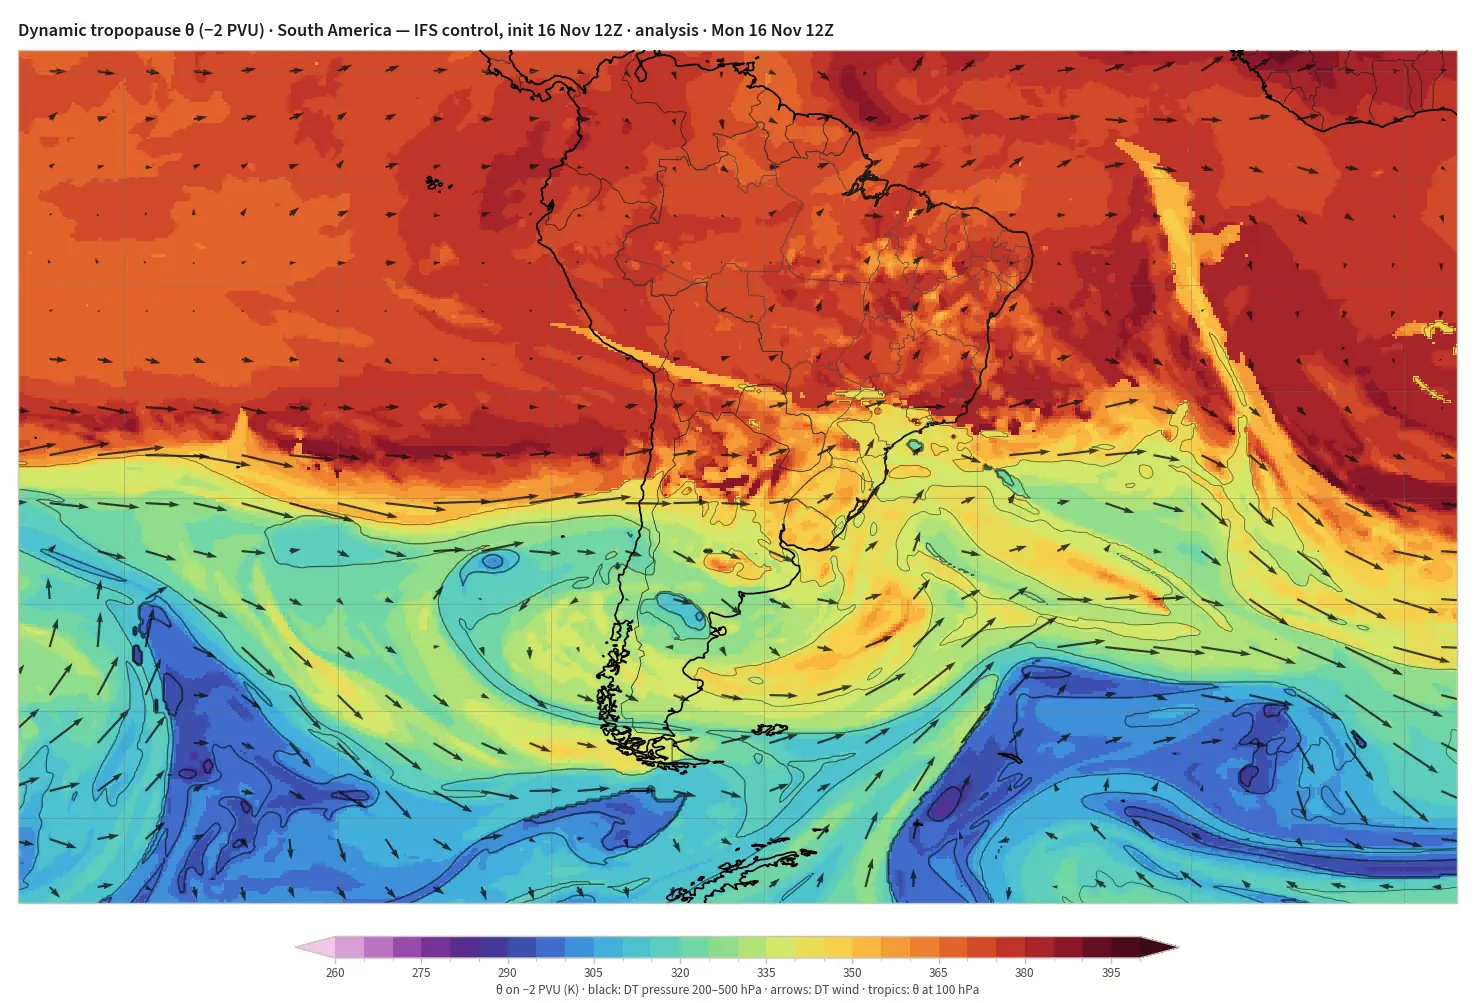 Dynamic tropopause θ (−2 PVU) · South America — IFS control, init 16 Nov 12Z · analysis · Mon 16 Nov 12Z
260 275 290 305 320 335 350 365 380 395
θ on −2 PVU (K) · black: DT pressure 200–500 hPa · arrows: DT wind · tropics: θ at 100 hPa